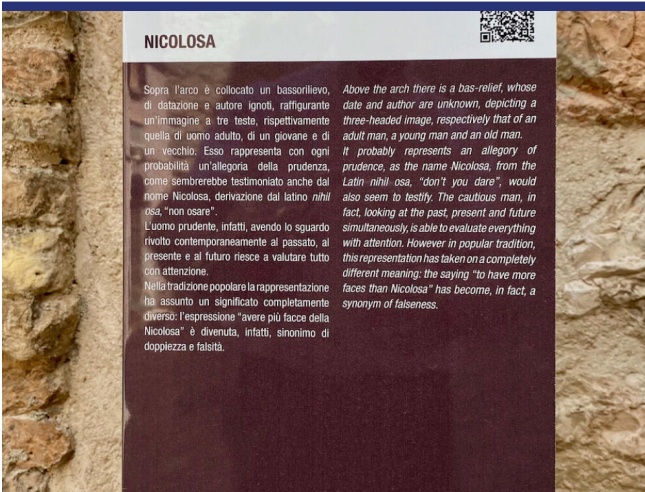 NICOLOSA
Sopra l'arco è collocato un bassorilievo,
di datazione e autore ignoti, raffigurante
un'immagine a tre teste, rispettivamente
quella di uomo adulto, di un giovane e di
un vecchio. Esso rappresenta con ogni
probabilità un'allegoria della prudenza,
come sembrerebbe testimoniato anche dal
nome Nicolosa, derivazione dal latino nihil
osa, "non osare".
L'uomo prudente, infatti, avendo lo sguardo
rivolto contemporaneamente al passato, al
presente e al futuro riesce a valutare tutto
con attenzione.
Nella tradizione popolare la rappresentazione
ha assunto un significato completamente
diverso: l'espressione "avere più facce della
Nicolosa" è divenuta, infatti, sinonimo di
doppiezza e falsità.
Above the arch there is a bas-relief, whose
date and author are unknown, depicting a
three-headed image, respectively that of an
adult man, a young man and an old man.
It probably represents an allegory of
prudence, as the name Nicolosa, from the
Latin nihil osa, "don't you dare", would
also seem to testify. The cautious man, in
fact, looking at the past, present and future
simultaneously, is able to evaluate everything
with attention. However in popular tradition,
this representation has taken on a completely
different meaning: the saying "to have more
faces than Nicolosa" has become, in fact, a
synonym of falseness.